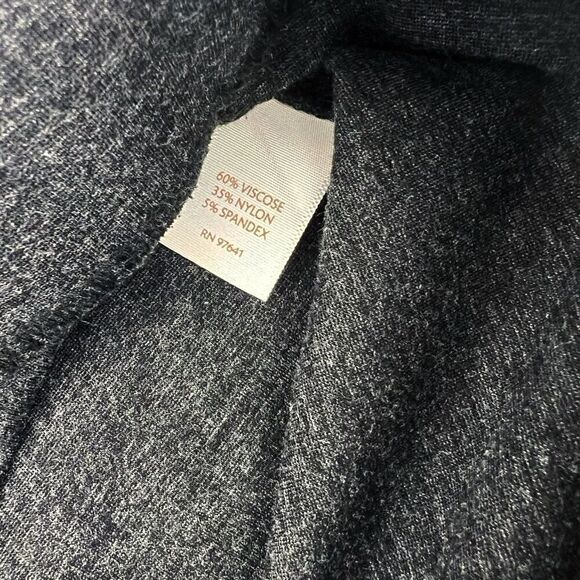 60% VISCOSE
35% NYLON
5% SPANDEX
RN 97641